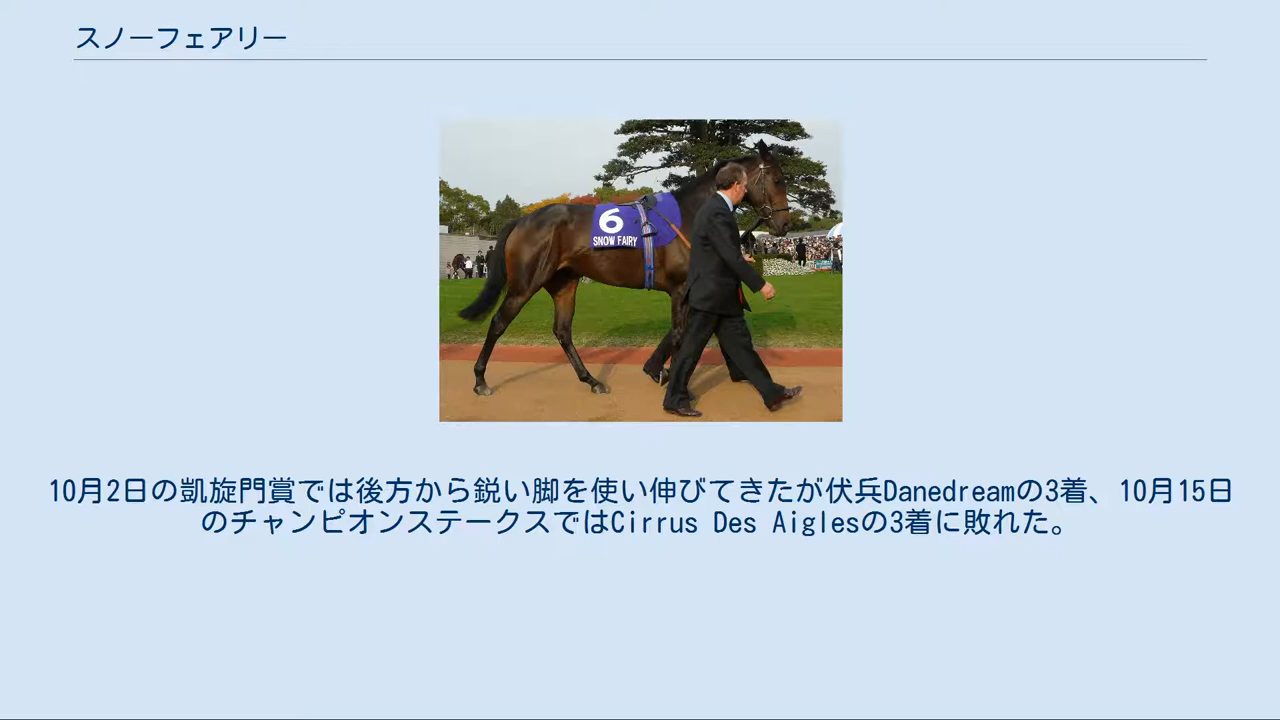 スノーフェアリー
6
SNOW FAIRY
10月2日の凱旋門賞では後方から鋭い脚を使い伸びてきたが伏兵Danedreamの3着、10月15日
のチャンピオンステークスではCirrus Des Aiglesの3着に敗れた。